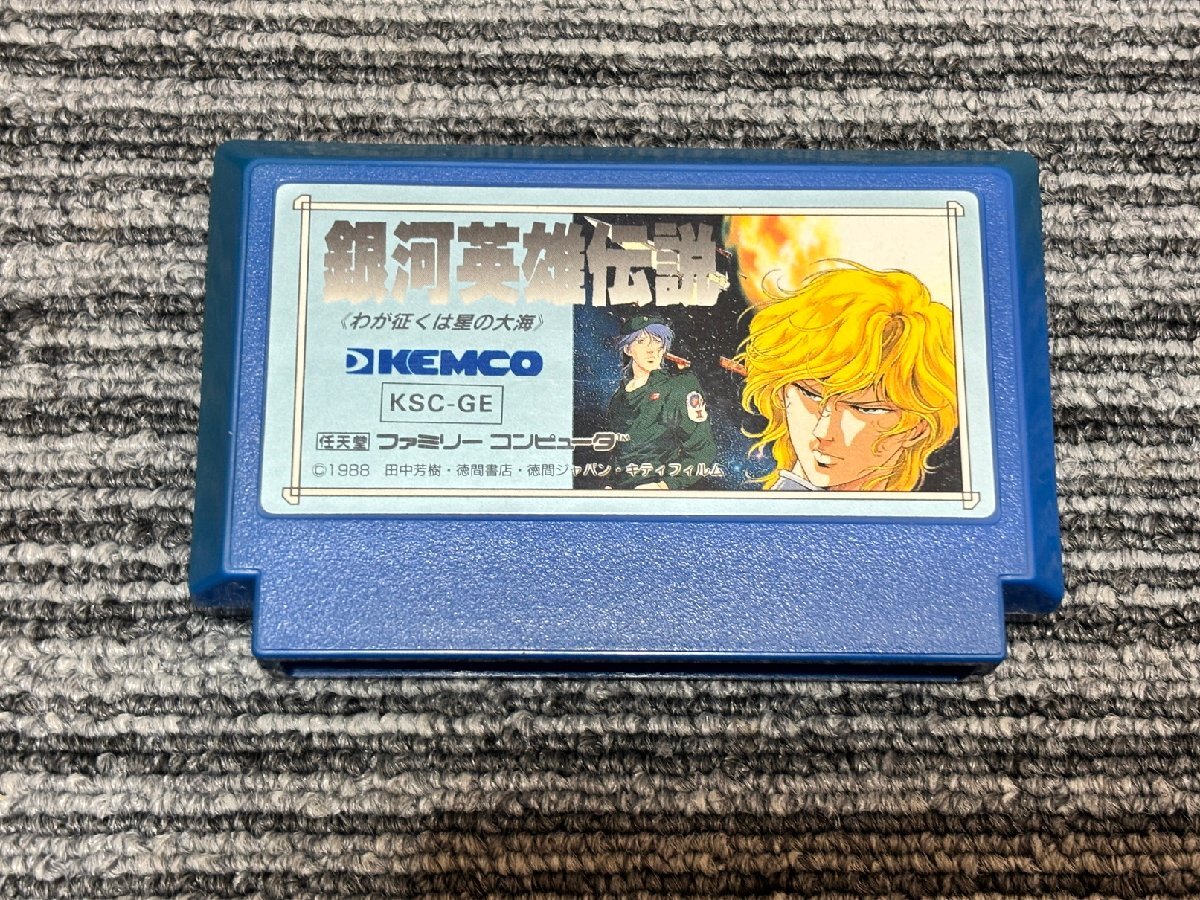 銀河英雄伝説
《わが征くは星の大海》
KEMCO
KSC-GE
任天堂 ファミリー コンピュータ™
©1988 田中芳樹・徳間書店・徳間ジャパン・キティフィルム